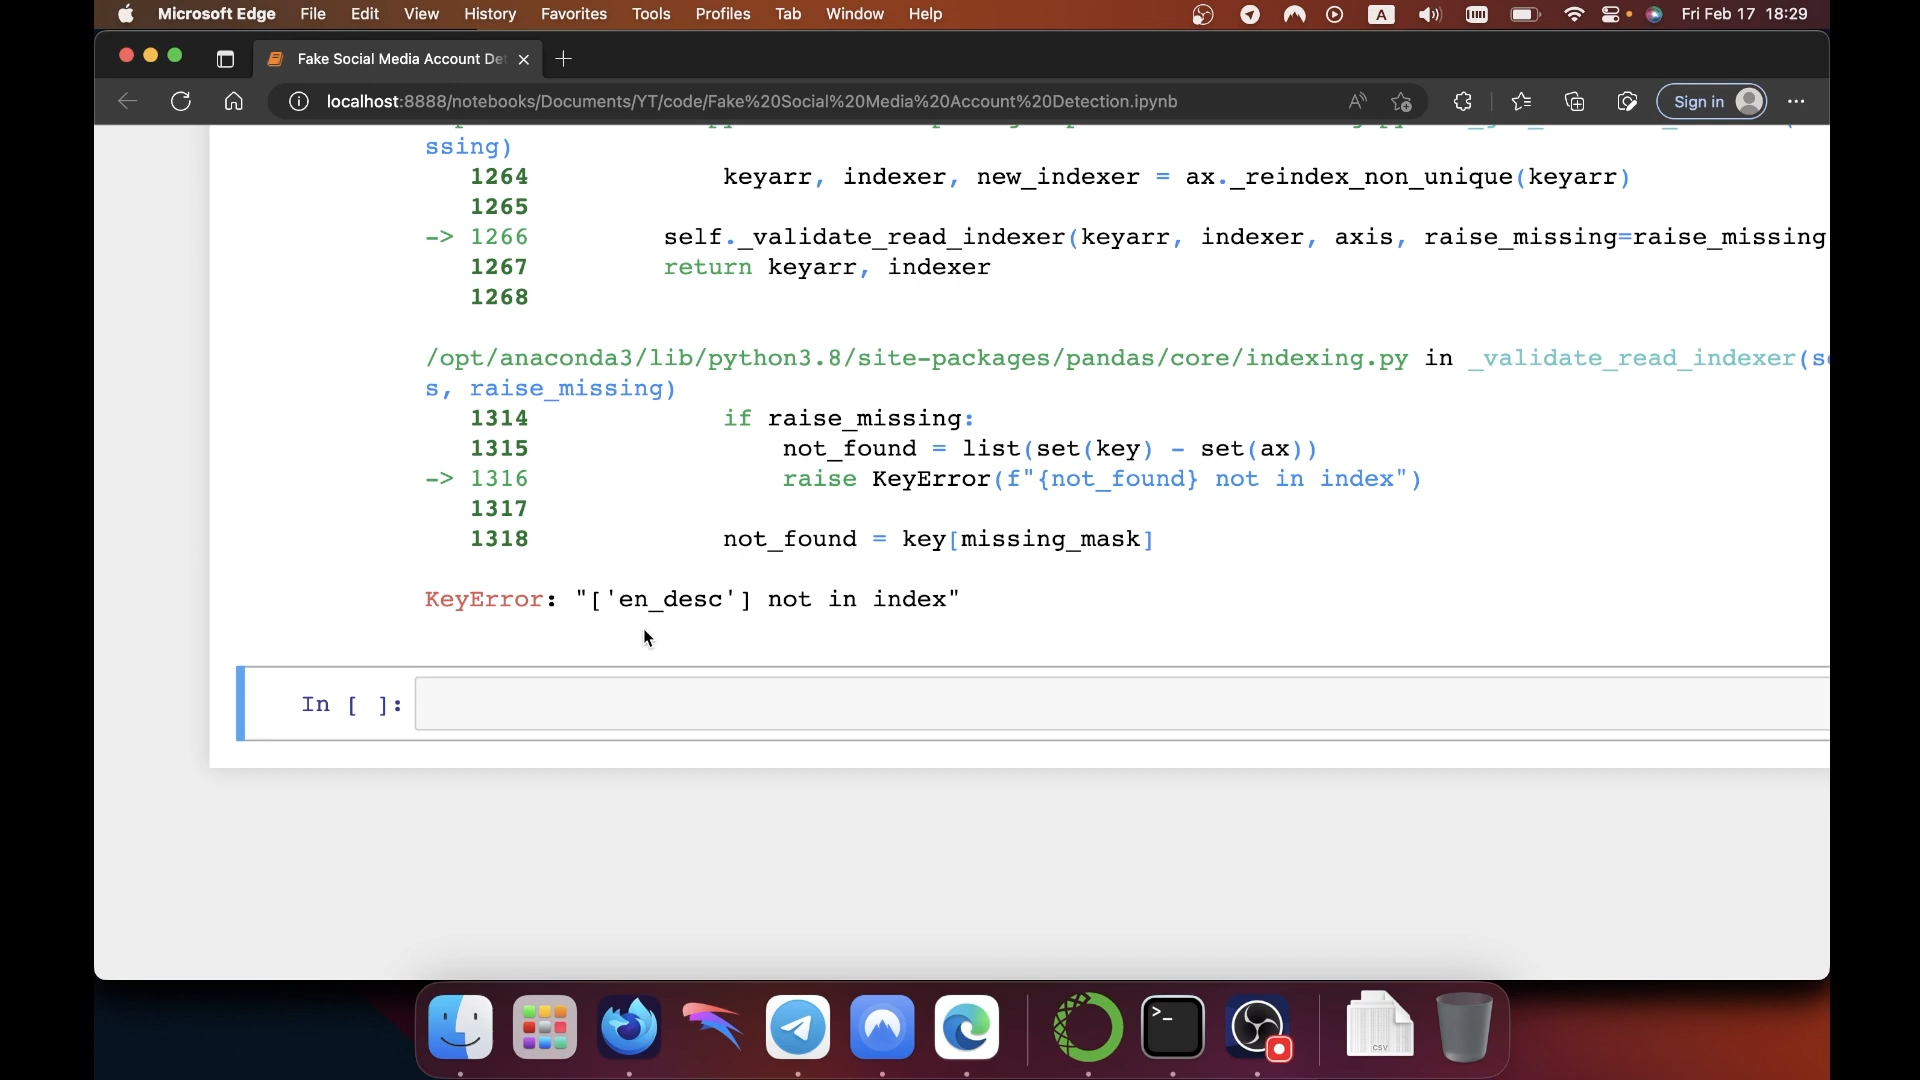 Microsoft Edge File Edit View History Favorites Tools Profiles Tab Window Help A Fri Feb 17 18:29
Fake Social Media Account De
localhost:8888/notebooks/Documents/YT/code/Fake%20Social%20Media%20Account%20Detection.ipynb Sign in
ssing)
1264 keyarr, indexer, new_indexer = ax._reindex_non_unique(keyarr)
1265
-> 1266 self._validate_read_indexer(keyarr, indexer, axis, raise_missing=raise_missing
1267 return keyarr, indexer
1268
/opt/anaconda3/lib/python3.8/site-packages/pandas/core/indexing.py in _validate_read_indexer(s
s, raise_missing)
1314 if raise_missing:
1315 not_found = list(set(key) - set(ax))
-> 1316 raise KeyError(f"{not_found} not in index")
1317
1318 not_found = key[missing_mask]
KeyError: "['en_desc'] not in index"
In [ ]:
>_
CSV